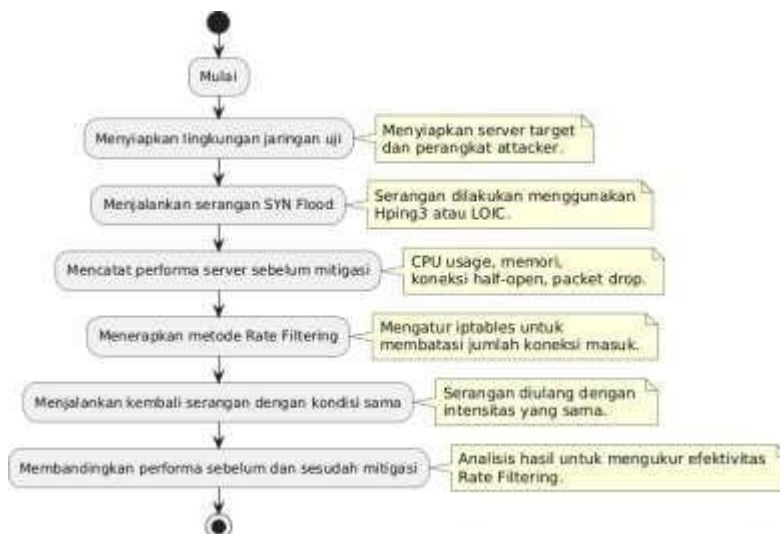 Mulai
Menyiapkan lingkungan jaringan uji
Menyiapkan server target
dan perangkat attacker.
Menjalankan serangan SYN Flood
Serangan dilakukan menggunakan
Hping3 atau LOIC.
Mencatat performa server sebelum mitigasi
CPU usage, memori,
koneksi half-open, packet drop.
Menerapkan metode Rate Filtering
Mengatur iptables untuk
membatasi jumlah koneksi masuk.
Menjalankan kembali serangan dengan kondisi sama
Serangan diulang dengan
intensitas yang sama.
Membandingkan performa sebelum dan sesudah mitigasi
Analisis hasil untuk mengukur efektivitas
Rate Filtering.